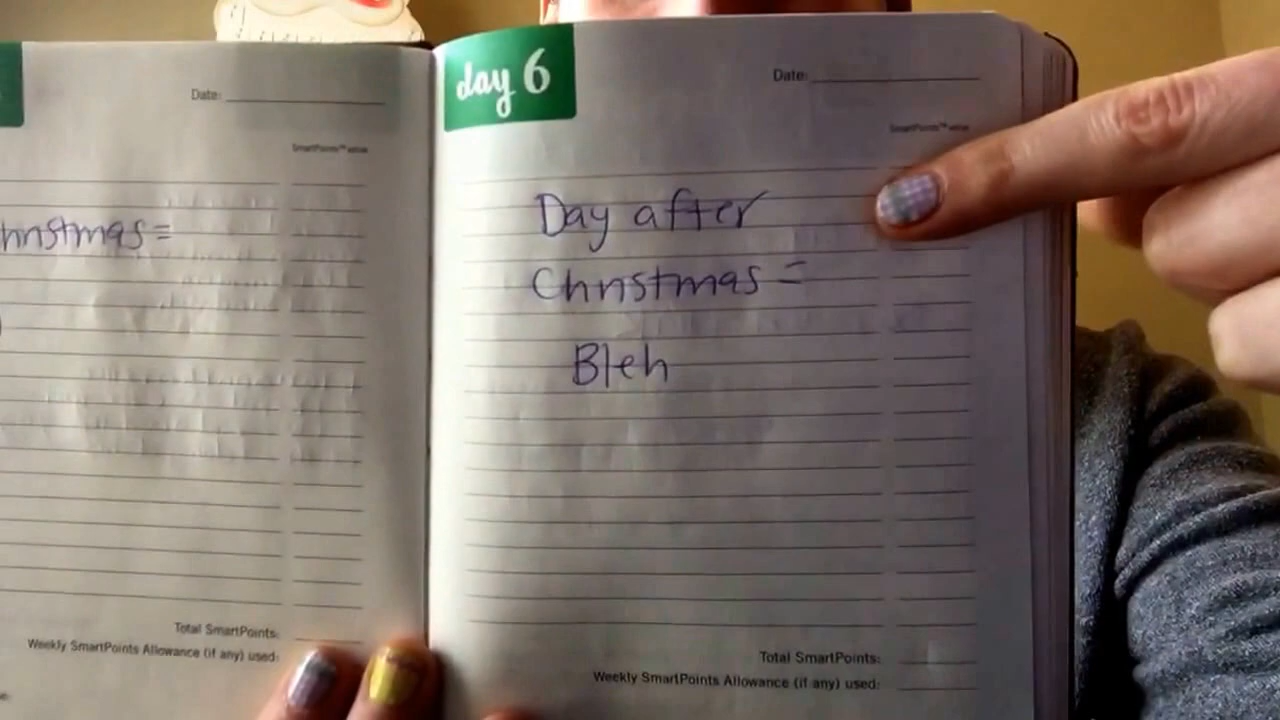 Date:
SmartPoints™ value
hristmas =
Total SmartPoints:
Weekly SmartPoints Allowance (if any) used:
day 6
Date:
SmartPoints™ value
Day after
Christmas =
Bleh
Total SmartPoints:
Weekly SmartPoints Allowance (if any) used: